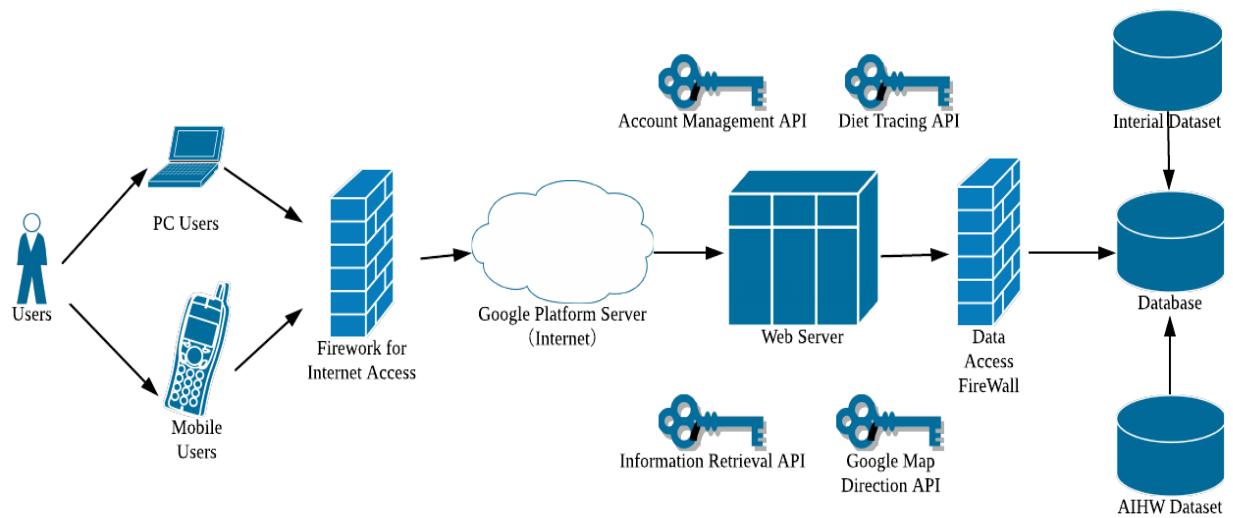 Account Management API
Diet Tracing API
Interial Dataset
PC Users
Users
Mobile
Users
Firework for
Internet Access
Google Platform Server
（Internet）
Web Server
Data
Access
FireWall
Database
Information Retrieval API
Google Map
Direction API
AIHW Dataset